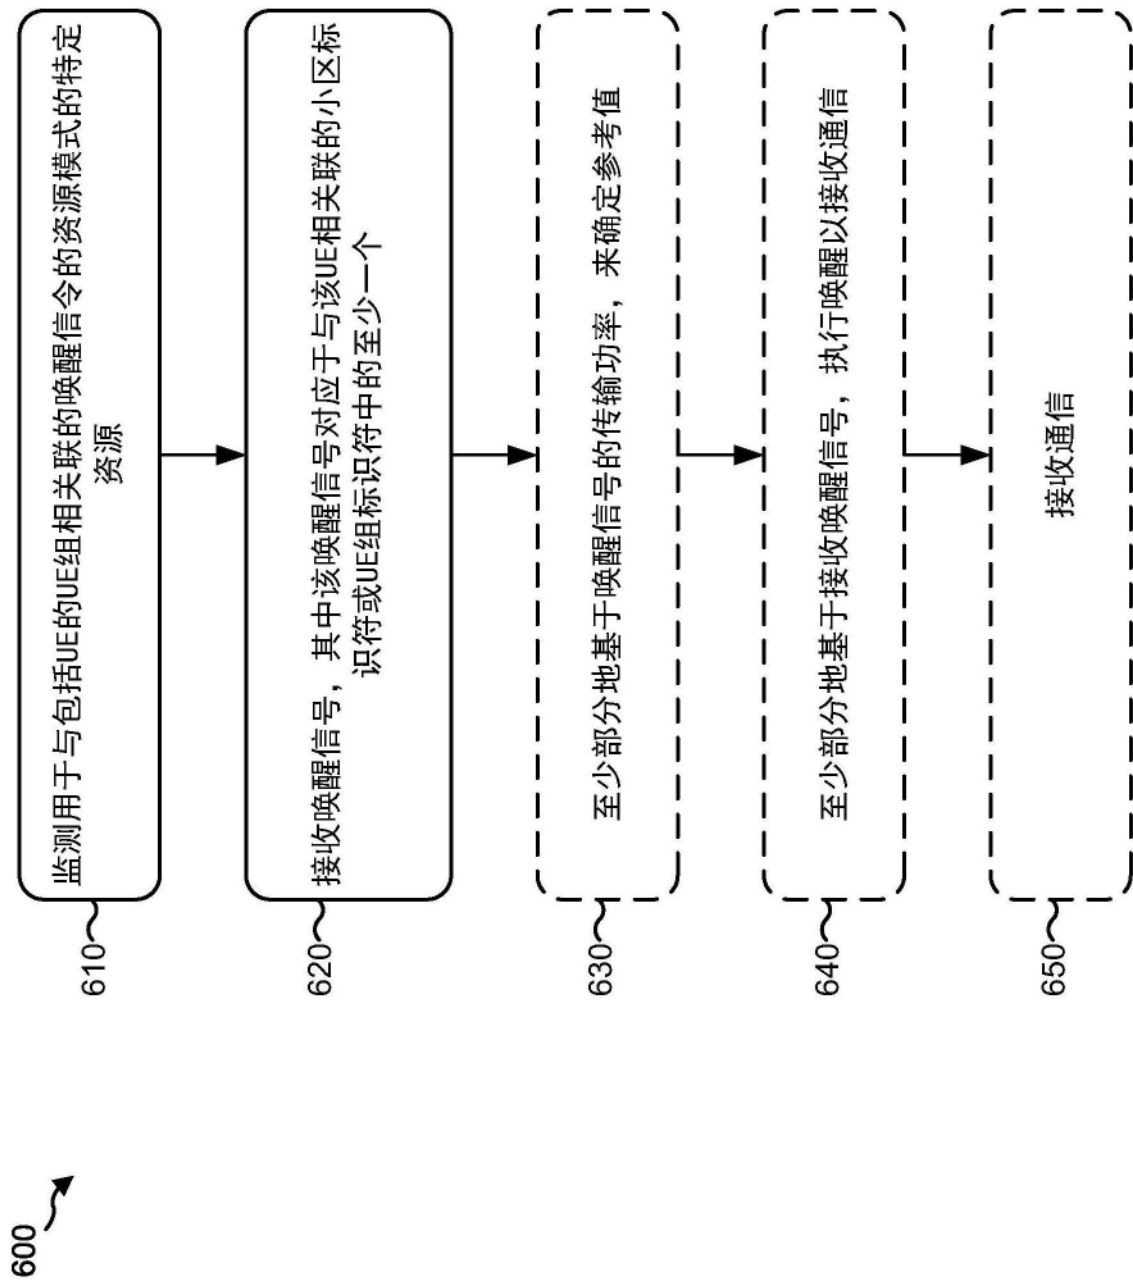 600
610
监测用于与包括UE的UE组相关联的唤醒信令的资源模式的特定
资源
620
接收唤醒信号，其中该唤醒信号对应于与该UE相关联的小区标
识符或UE组标识符中的至少一个
630
至少部分地基于唤醒信号的传输功率，来确定参考值
640
至少部分地基于接收唤醒信号，执行唤醒以接收通信
650
接收通信